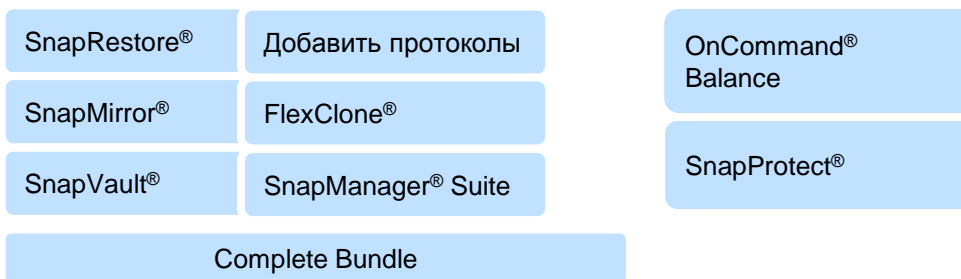 SnapRestore®
Добавить протоколы
SnapMirror®
FlexClone®
SnapVault®
SnapManager® Suite
Complete Bundle
OnCommand®
Balance
SnapProtect®